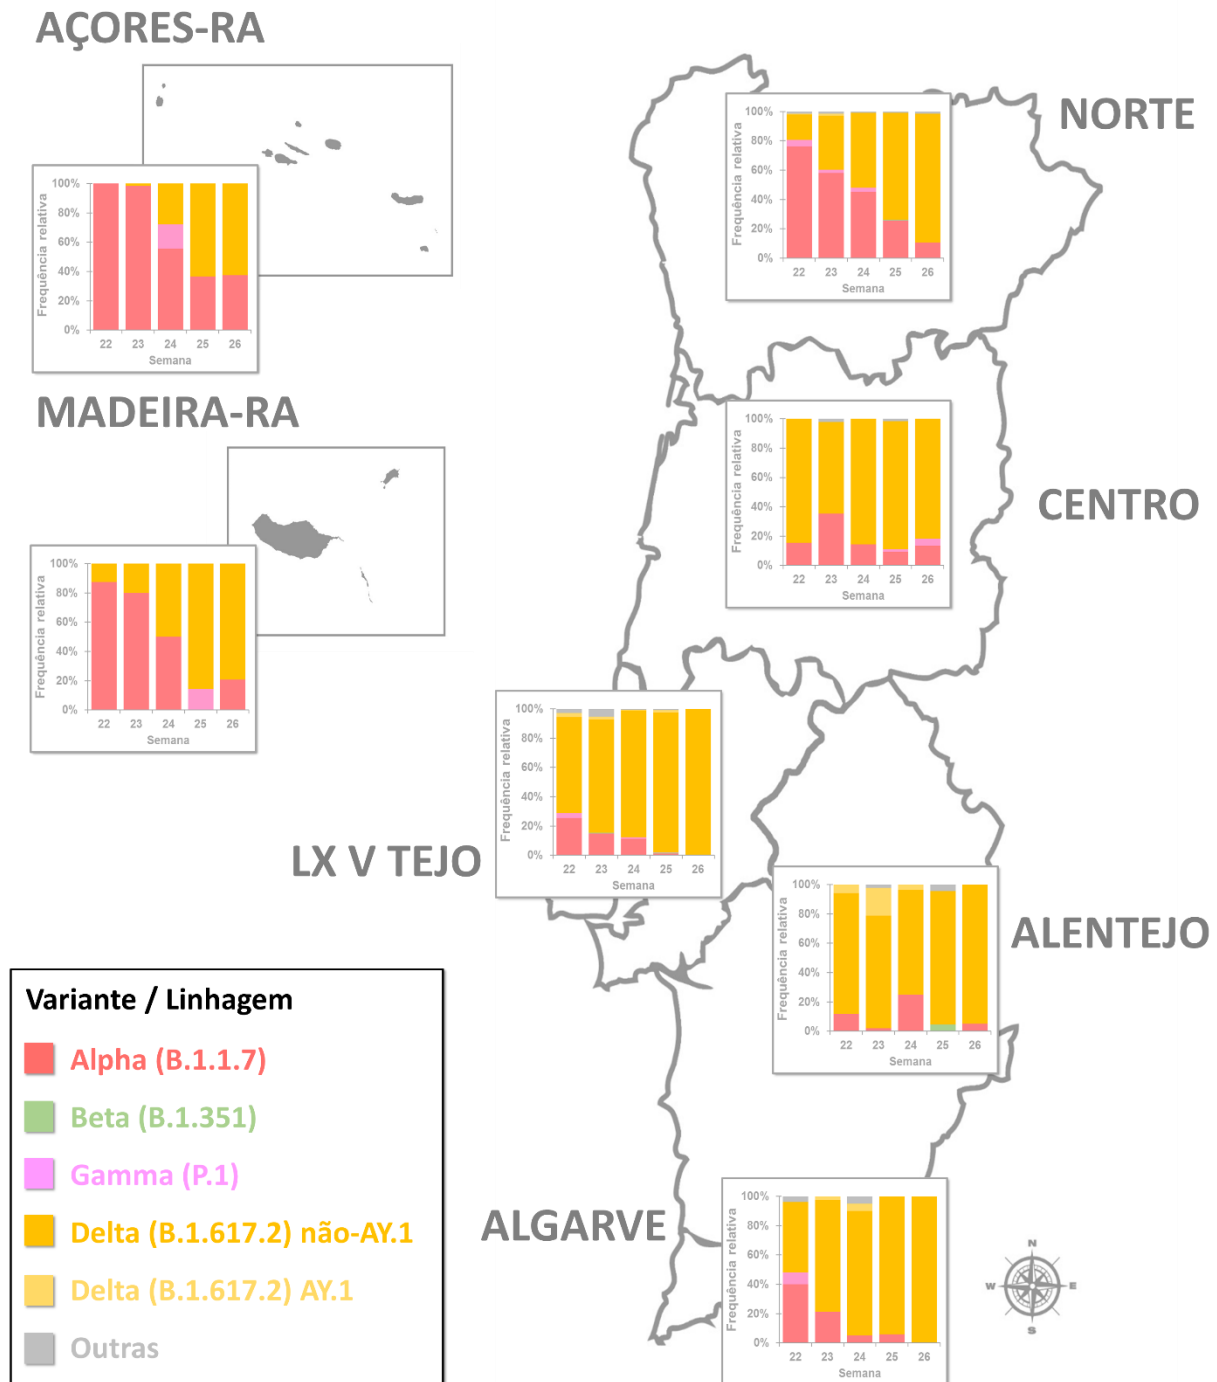 AÇORES-RA
Frequência relativa
100%
80%
60%
40%
20%
0%
22 23 24 25 26
Semana
NORTE
Frequência relativa
100%
80%
60%
40%
20%
0%
22 23 24 25 26
Semana
MADEIRA-RA
Frequência relativa
100%
80%
60%
40%
20%
0%
22 23 24 25 26
Semana
CENTRO
Frequência relativa
100%
80%
60%
40%
20%
0%
22 23 24 25 26
Semana
LX V TEJO
Frequência relativa
100%
80%
60%
40%
20%
0%
22 23 24 25 26
Semana
ALENTEJO
Frequência relativa
100%
80%
60%
40%
20%
0%
22 23 24 25 26
Semana
ALGARVE
Frequência relativa
100%
80%
60%
40%
20%
0%
22 23 24 25 26
Semana
Variante / Linhagem
Alpha (B.1.1.7)
Beta (B.1.351)
Gamma (P.1)
Delta (B.1.617.2) não-AY.1
Delta (B.1.617.2) AY.1
Outras
N
W E
S